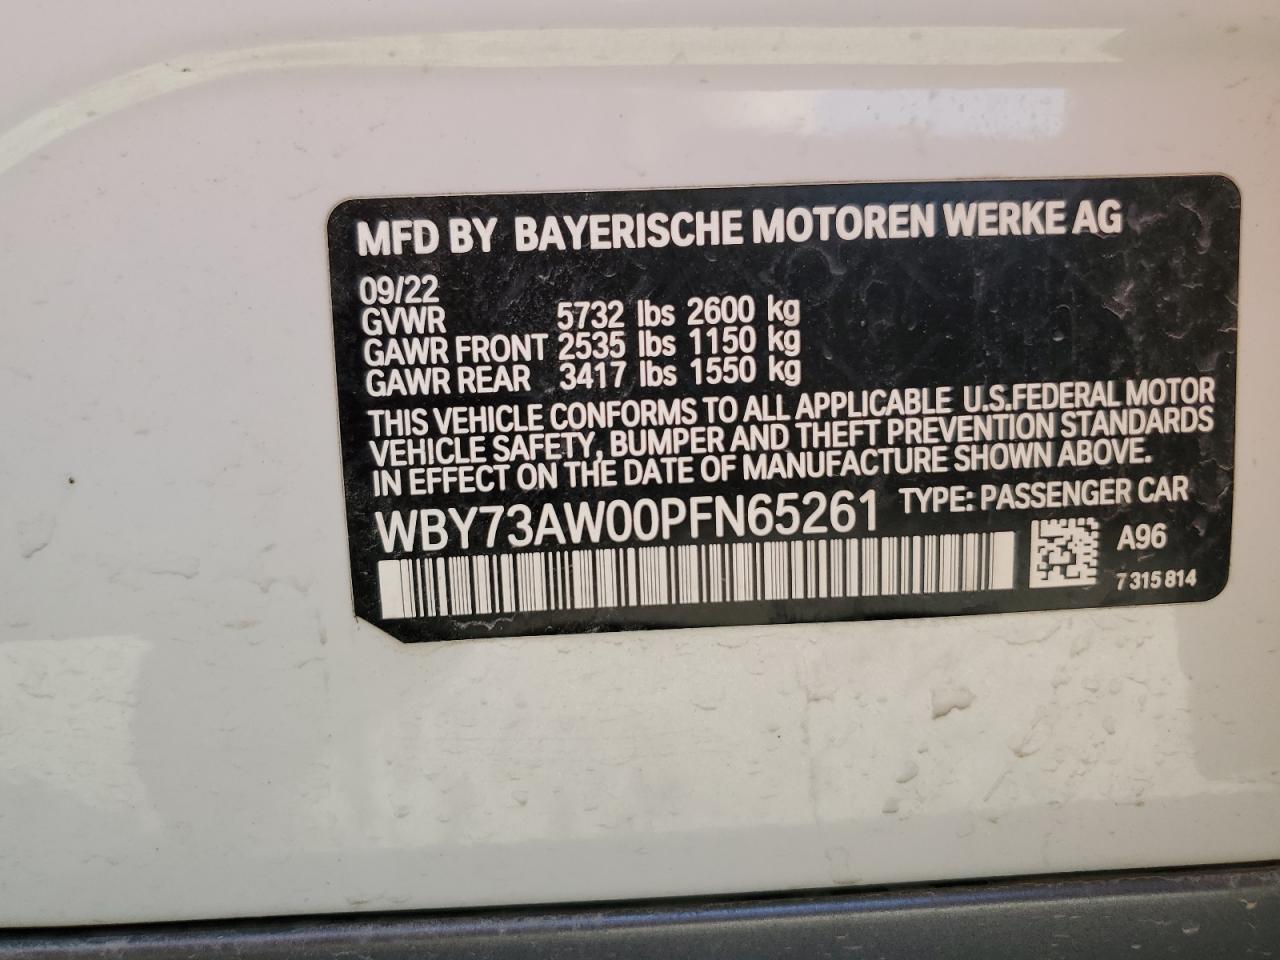 MFD BY BAYERISCHE MOTOREN WERKE AG
09/22
GVWR 5732 lbs 2600 kg
GAWR FRONT 2535 lbs 1150 kg
GAWR REAR 3417 lbs 1550 kg
THIS VEHICLE CONFORMS TO ALL APPLICABLE U.S.FEDERAL MOTOR
VEHICLE SAFETY, BUMPER AND THEFT PREVENTION STANDARDS
IN EFFECT ON THE DATE OF MANUFACTURE SHOWN ABOVE.
WBY73AW00PFN65261 TYPE: PASSENGER CAR
A96
7 315 814